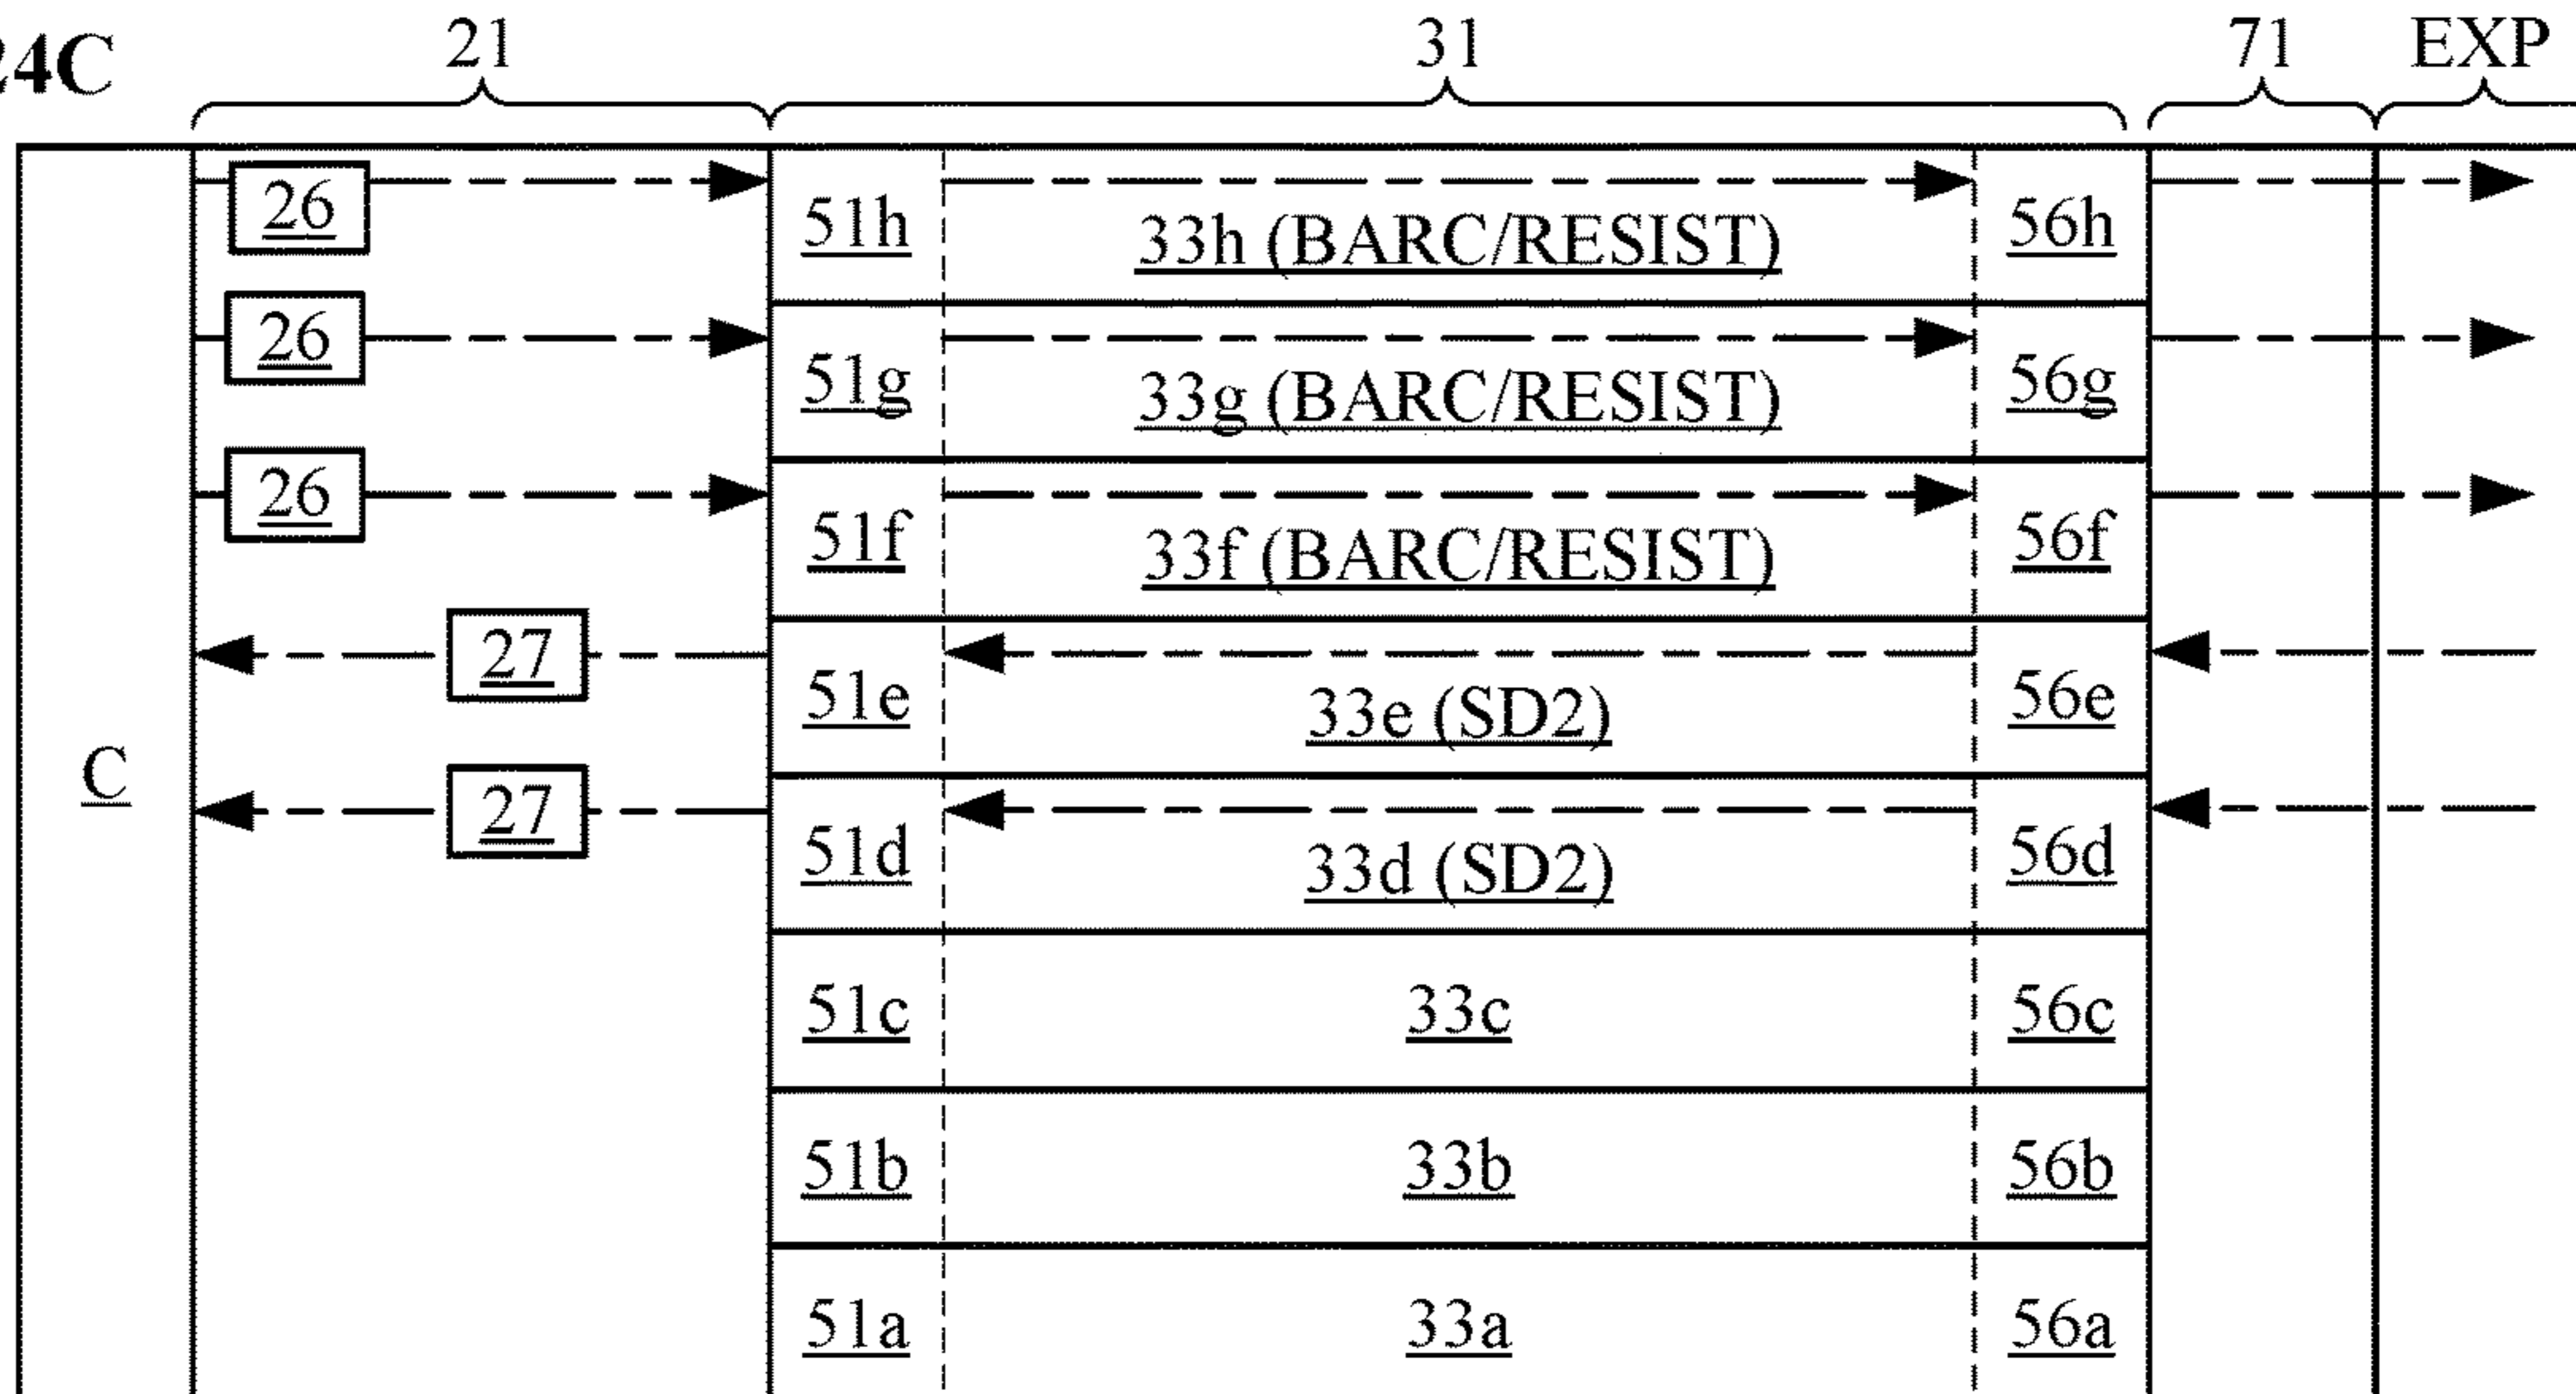 24C
21 31 71 EXP
26 51h 33h (BARC/RESIST) 56h
26 51g 33g (BARC/RESIST) 56g
26 51f 33f (BARC/RESIST) 56f
27 51e 33e (SD2) 56e
C
27 51d 33d (SD2) 56d
51c 33c 56c
51b 33b 56b
51a 33a 56a